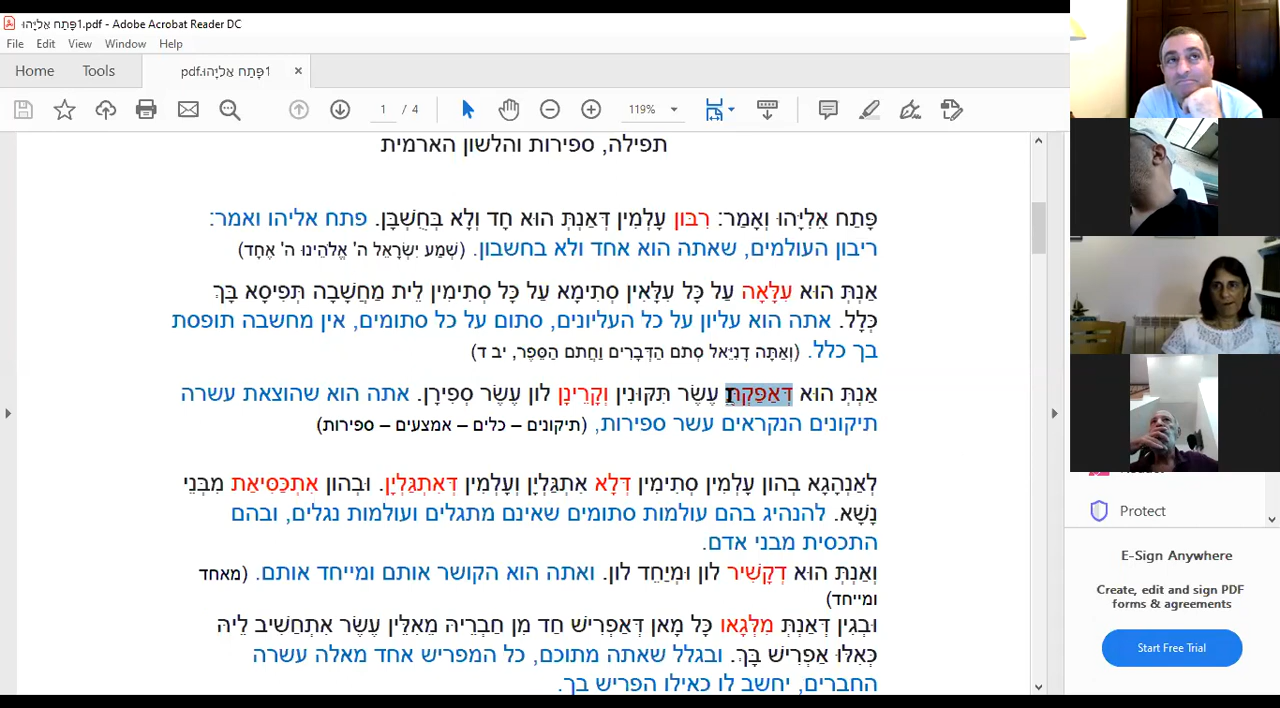 פָּתַח אֵלִיָּהוּ1.pdf - Adobe Acrobat Reader DC
File Edit View Window Help
Home Tools פָּתַח אֵלִיָּהוּ1.pdf ×
1 / 4 119%
תפילה, ספירות והלשון הארמית
פָּתַח אֵלִיָּהוּ וְאָמַר: רִבּוֹן עָלְמִין דְּאַנְתְּ הוּא חָד וְלָא בְּחֻשְׁבָּן. פתח אליהו ואמר:
ריבון העולמים, שאתה הוא אחד ולא בחשבון. (שְׁמַע יִשְׂרָאֵל ה' אֱלֹהֵינוּ ה' אֶחָד)
אַנְתְּ הוּא עִלָּאָה עַל כָּל עִלָּאִין סְתִימָא עַל כָּל סְתִימִין לֵית מַחֲשָׁבָה תְּפִיסָא בָּךְ
כְּלָל. אתה הוא עליון על כל העליונים, סתום על כל סתומים, אין מחשבה תופסת
בך כלל. (וְאַתָּה דָנִיֵּאל סְתֹם הַדְּבָרִים וַחֲתֹם הַסֵּפֶר, יב ד)
אַנְתְּ הוּא דְּאַפַּקְתְּ עֶשֶׂר תִּקּוּנִין וְקָרֵינָן לוֹן עֶשֶׂר סְפִירָן. אתה הוא שהוצאת עשרה
תיקונים הנקראים עשר ספירות, (תיקונים – כלים – אמצעים – ספירות)
לְאַנְהָגָא בְהוֹן עָלְמִין סְתִימִין דְּלָא אִתְגַּלְיָן וְעָלְמִין דְּאִתְגַּלְיָן. וּבְהוֹן אִתְכַּסִּיאַת מִבְּנֵי
נָשָׁא. להנהיג בהם עולמות סתומים שאינם מתגלים ועולמות נגלים, ובהם
התכסית מבני אדם.
וְאַנְתְּ הוּא דְקָשִׁיר לוֹן וּמְיַחֵד לוֹן. ואתה הוא הקושר אותם ומייחד אותם. (מאחד
ומייחד)
וּבְגִין דְּאַנְתְּ מִלְּגָאו כָּל מָאן דְּאַפְרִישׁ חַד מִן חַבְרֵיהּ מֵאִלֵּין עֶשֶׂר אִתְחַשִׁיב לֵיהּ
כְּאִלּוּ אַפְרִישׁ בָּךְ. ובגלל שאתה מתוכם, כל המפריש אחד מאלה עשרה
החברים, יחשב לו כאילו הפריש בך.
Protect
E-Sign Anywhere
Create, edit and sign PDF
forms & agreements
Start Free Trial